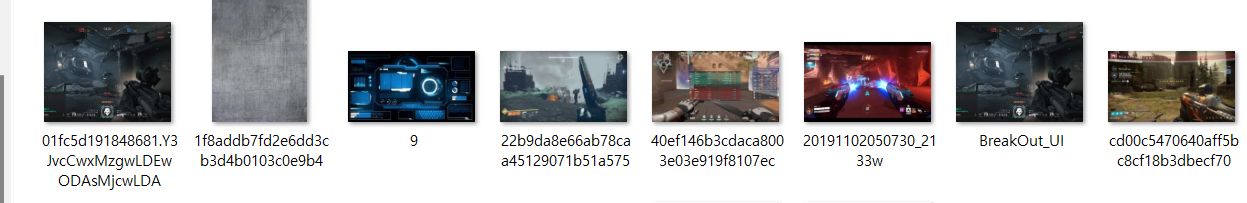 01fc5d191848681.Y3
JvcCwxMzgwLDEw
ODAsMjcwLDA
1f8addb7fd2e6dd3c
b3d4b0103c0e9b4
9
22b9da8e66ab78ca
a45129071b51a575
40ef146b3cdaca800
3e03e919f8107ec
20191102050730_21
33w
BreakOut_UI
cd00c5470640aff5b
c8cf18b3dbecf70